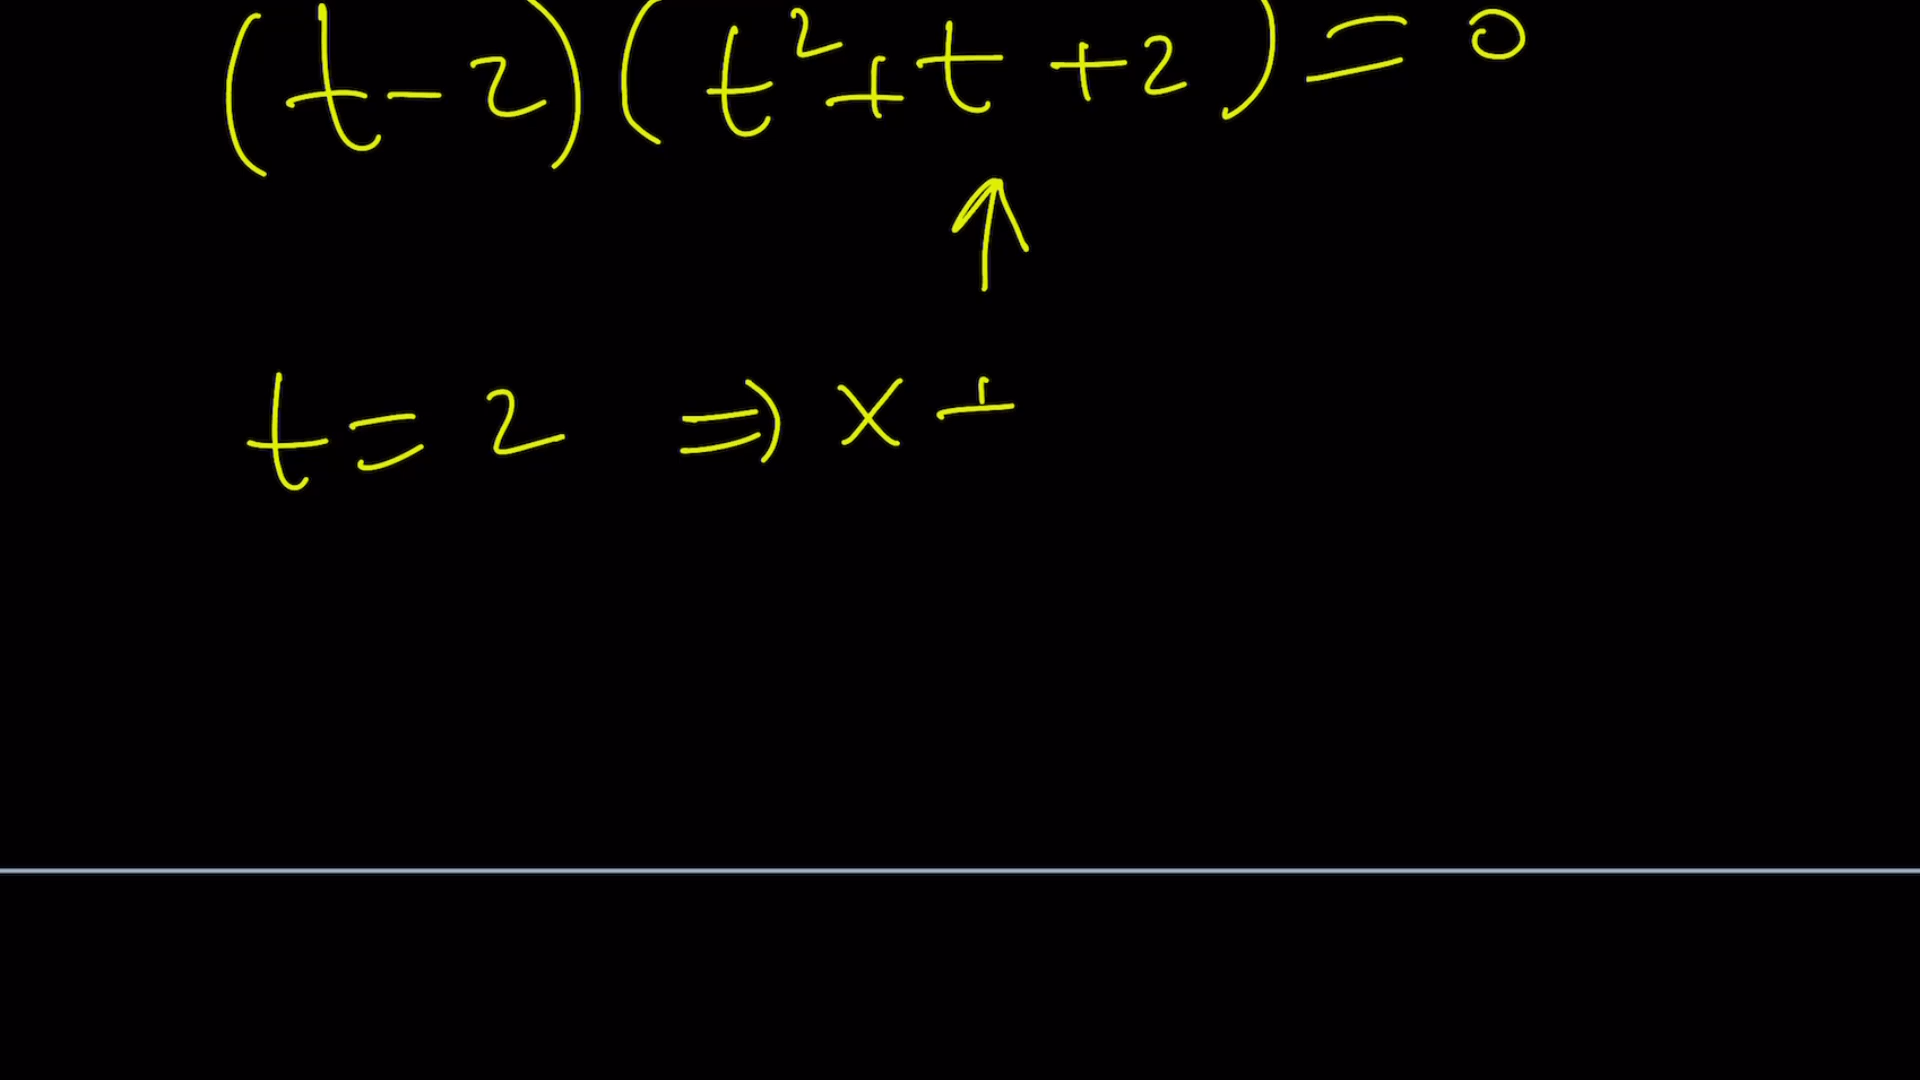 (t-2)(t²+t+2)=0
t=2 ⇒ x+